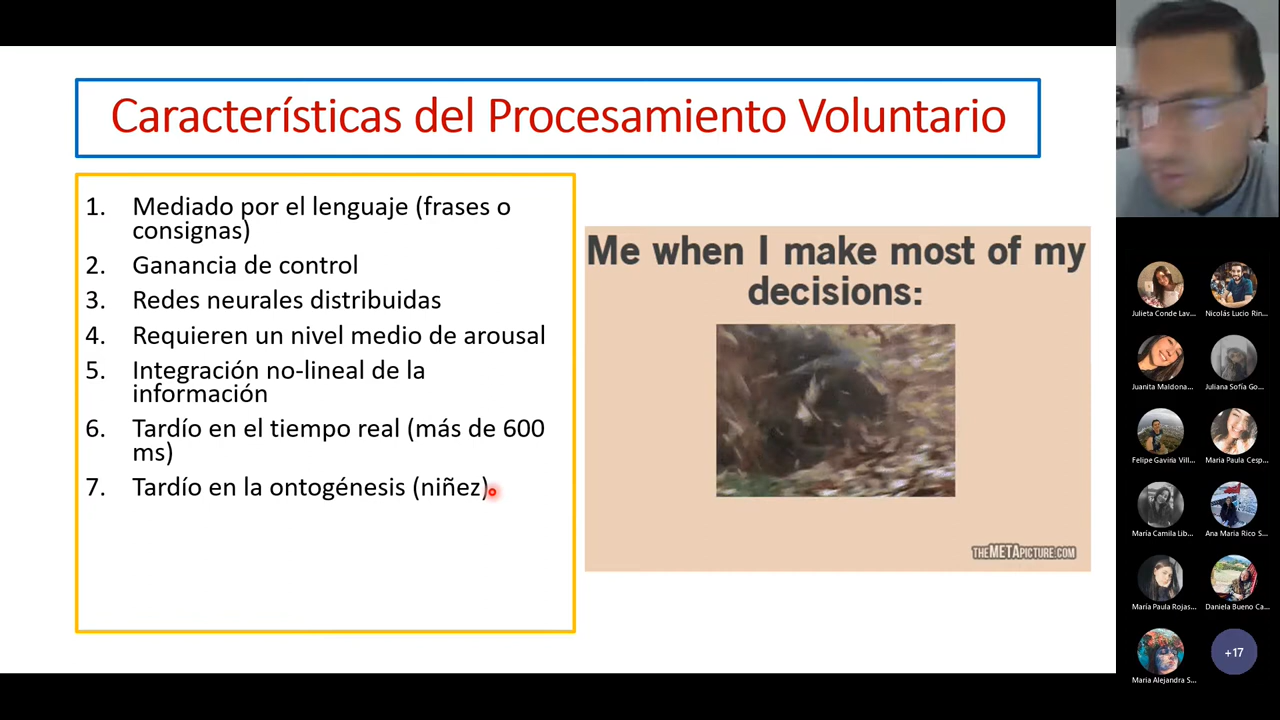 Características del Procesamiento Voluntario
1. Mediado por el lenguaje (frases o
consignas)
2. Ganancia de control
3. Redes neurales distribuidas
4. Requieren un nivel medio de arousal
5. Integración no-lineal de la
información
6. Tardío en el tiempo real (más de 600
ms)
7. Tardío en la ontogénesis (niñez)
Me when I make most of my
decisions:
THEMETAPICTURE.COM
Julieta Conde Lav...
Nicolás Lucio Rin...
Juanita Maldona...
Juliana Sofía Go...
Felipe Gaviria Vill...
Maria Paula Cesp...
María Camila Lib...
Ana Maria Rico S...
María Paula Rojas...
Daniela Bueno Ca...
Maria Alejandra S...
+17